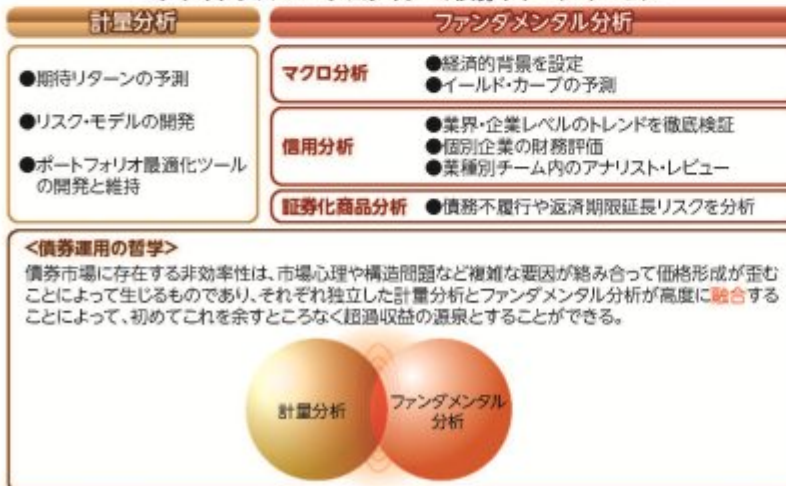 計量分析
●期待リターンの予測
●リスク・モデルの開発
●ポートフォリオ最適化ツール
の開発と維持
ファンダメンタル分析
マクロ分析
●経済的背景を設定
●イールド・カーブの予測
信用分析
●業界・企業レベルのトレンドを徹底検証
●個別企業の財務評価
●業種別チーム内のアナリスト・レビュー
証券化商品分析
●債務不履行や返済期限延長リスクを分析
<債券運用の哲学>
債券市場に存在する非効率性は、市場心理や構造問題など複雑な要因が絡み合って価格形成が歪む
ことによって生じるものであり、それぞれ独立した計量分析とファンダメンタル分析が高度に融合する
ことによって、初めてこれを余すところなく超過収益の源泉とすることができる。
計量分析
ファンダメンタル
分析